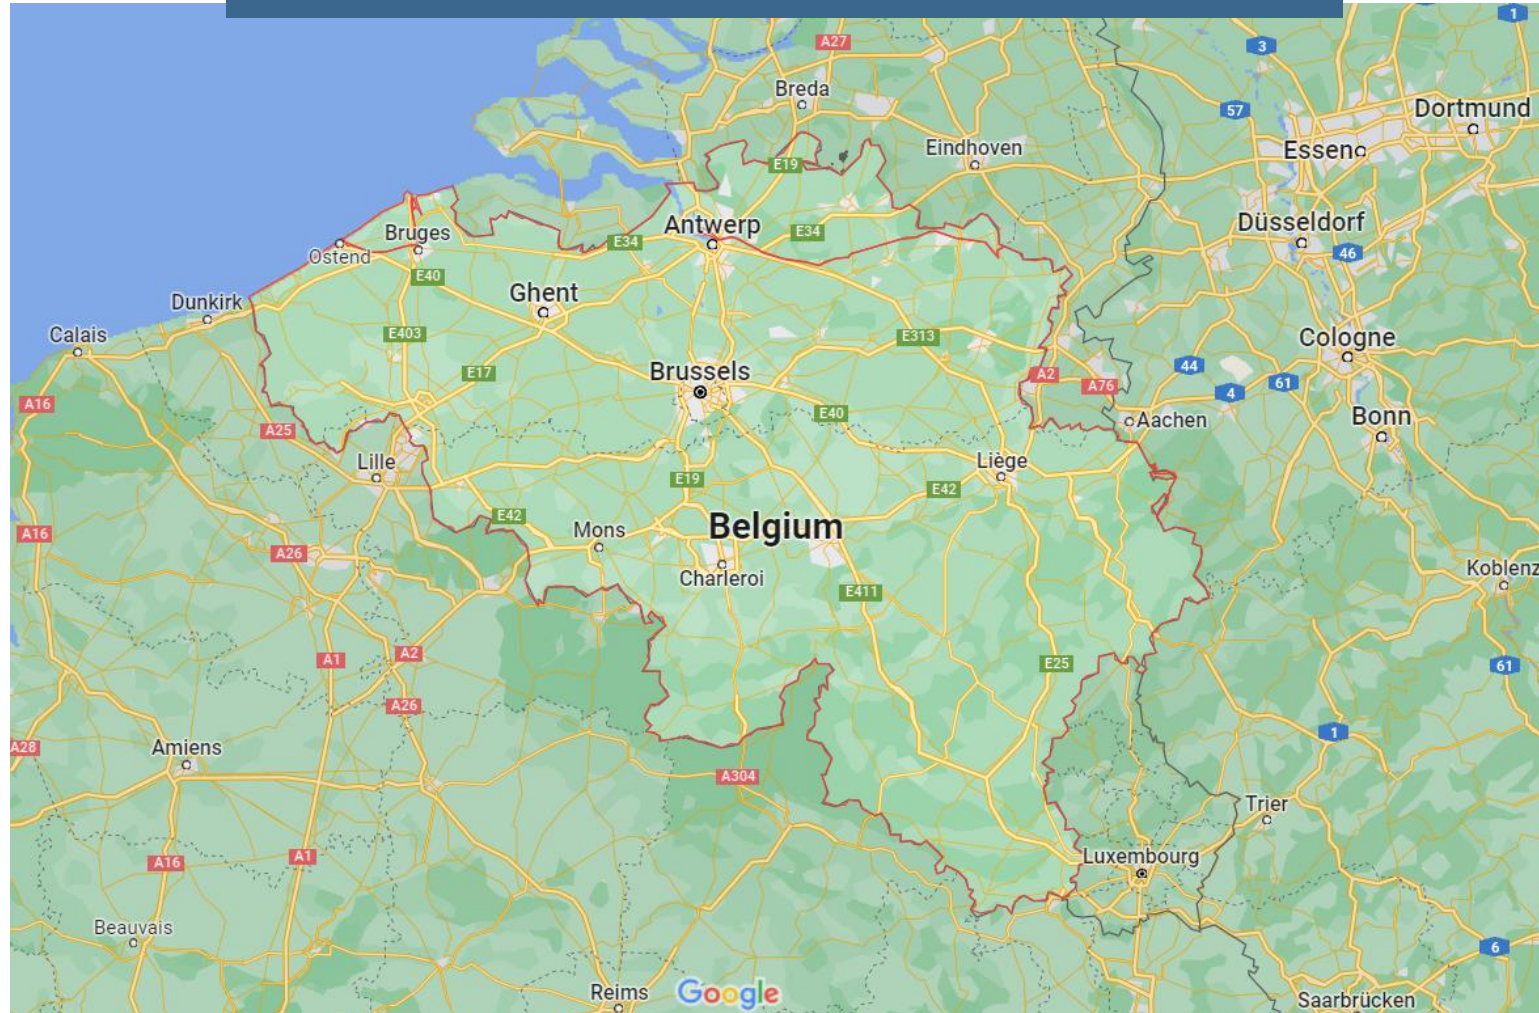 1
A27
3
Breda
57
Dortmund
Essen
Eindhoven
E19
Düsseldorf
Antwerp
Bruges
E34
E34
46
Ostend
E40
Ghent
Dunkirk
Calais
E403
E313
Cologne
Brussels
44
E17
A2
A76
61
4
A16
E40
Aachen
Bonn
A25
Lille
Liège
E19
E42
E42
Belgium
Mons
A16
A26
Charleroi
Koblenz
E411
A1
A2
E25
61
A26
1
A28
Amiens
A304
Trier
A16
A1
Luxembourg
Beauvais
6
Reims
Google
Saarbrücken